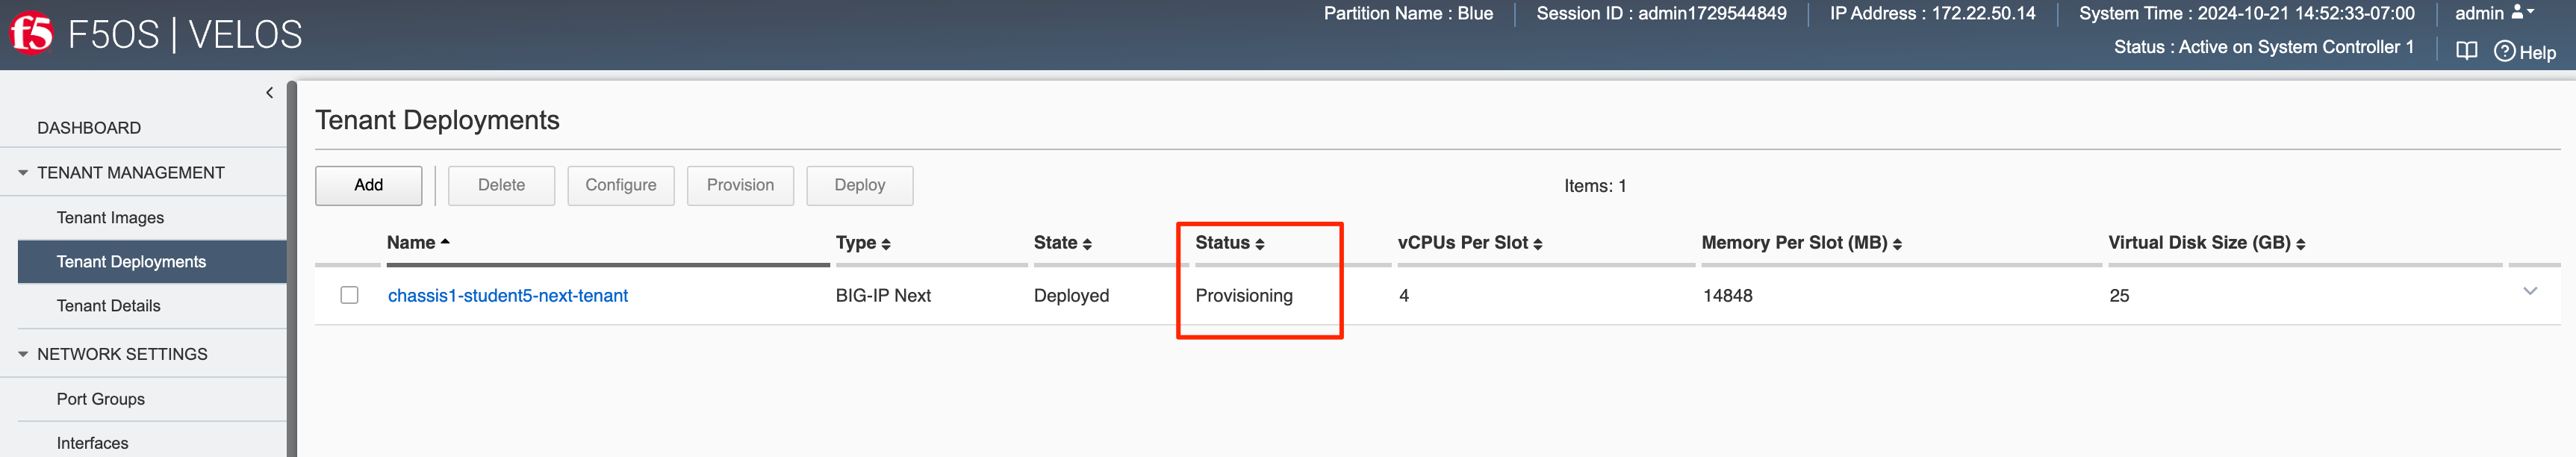 f5 F5OS | VELOS
Partition Name : Blue Session ID : admin1729544849 IP Address : 172.22.50.14 System Time : 2024-10-21 14:52:33-07:00 admin
Status : Active on System Controller 1 Help
DASHBOARD
TENANT MANAGEMENT
Tenant Images
Tenant Deployments
Tenant Details
NETWORK SETTINGS
Port Groups
Interfaces
Tenant Deployments
Add Delete Configure Provision Deploy Items: 1
Name Type State Status vCPUs Per Slot Memory Per Slot (MB) Virtual Disk Size (GB)
chassis1-student5-next-tenant BIG-IP Next Deployed Provisioning 4 14848 25